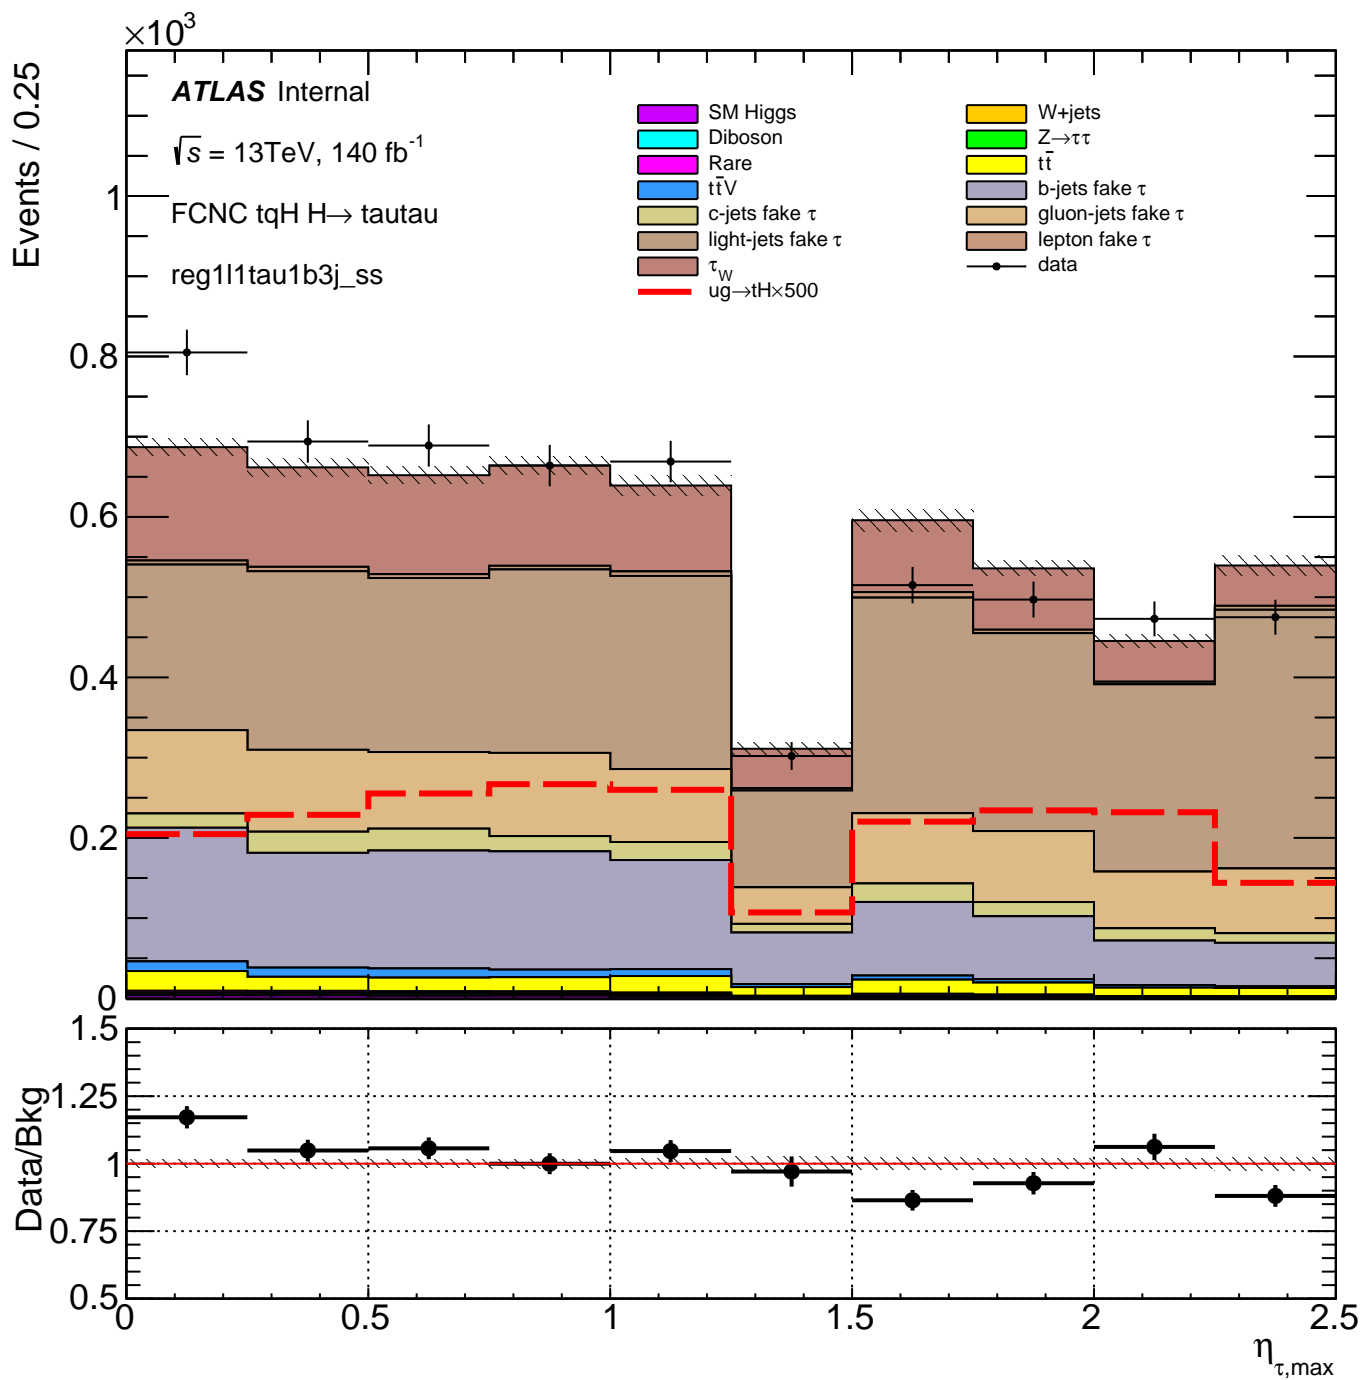 ×10³
Events / 0.25
ATLAS Internal
√s = 13TeV, 140 fb⁻¹
FCNC tqH H→ tautau
reg1l1tau1b3j_ss
SM Higgs
Diboson
Rare
tt̄V
c-jets fake τ
light-jets fake τ
τ_W
ug→tH×500
W+jets
Z→ττ
tt̄
b-jets fake τ
gluon-jets fake τ
lepton fake τ
data
1
0.8
0.6
0.4
0.2
0
Data/Bkg
1.5
1.25
1
0.75
0.5
0 0.5 1 1.5 2 2.5
η_τ,max